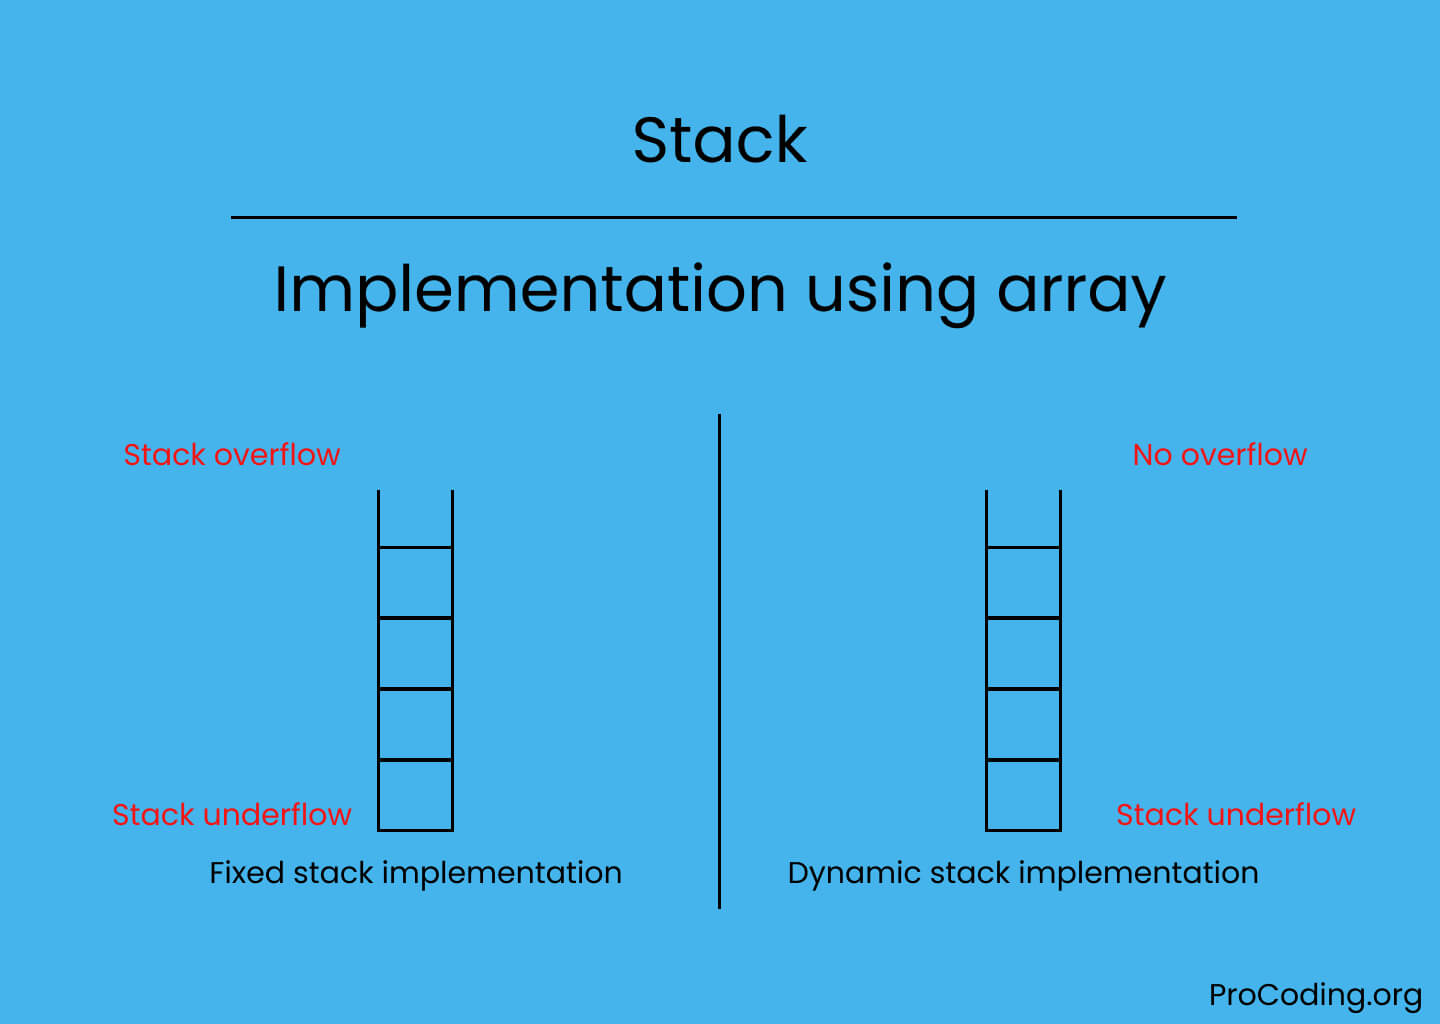 Stack
Implementation using array
Stack overflow
Stack underflow
Fixed stack implementation
No overflow
Stack underflow
Dynamic stack implementation
ProCoding.org